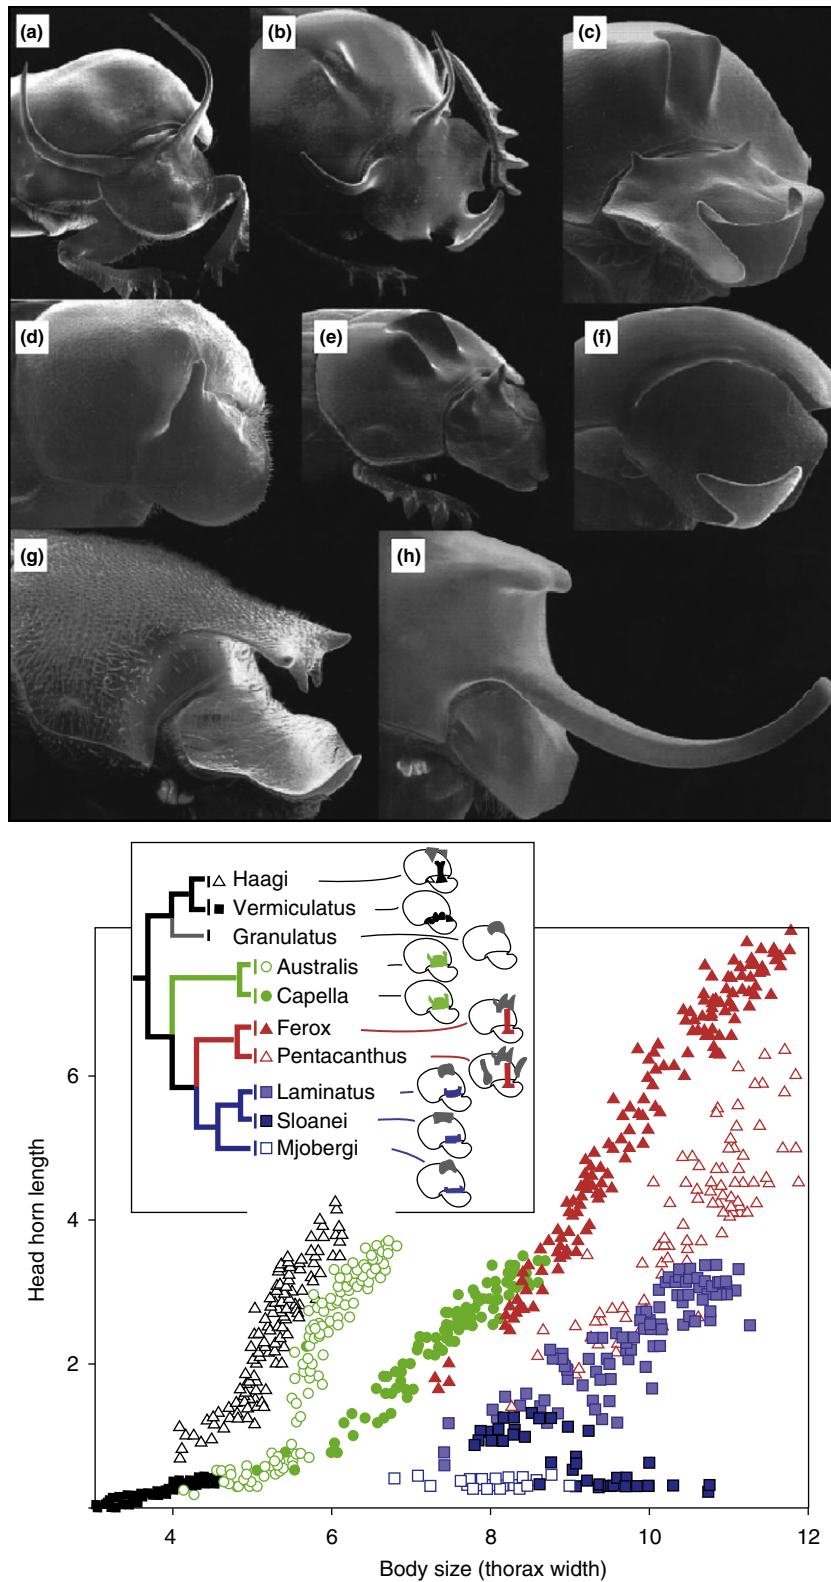 (a)
(b)
(c)
(d)
(e)
(f)
(g)
(h)
Haagi
Vermiculatus
Granulatus
Australis
Capella
Ferox
Pentacanthus
Laminatus
Sloanei
Mjobergi
6
4
2
Head horn length
4
6
8
10
12
Body size (thorax width)